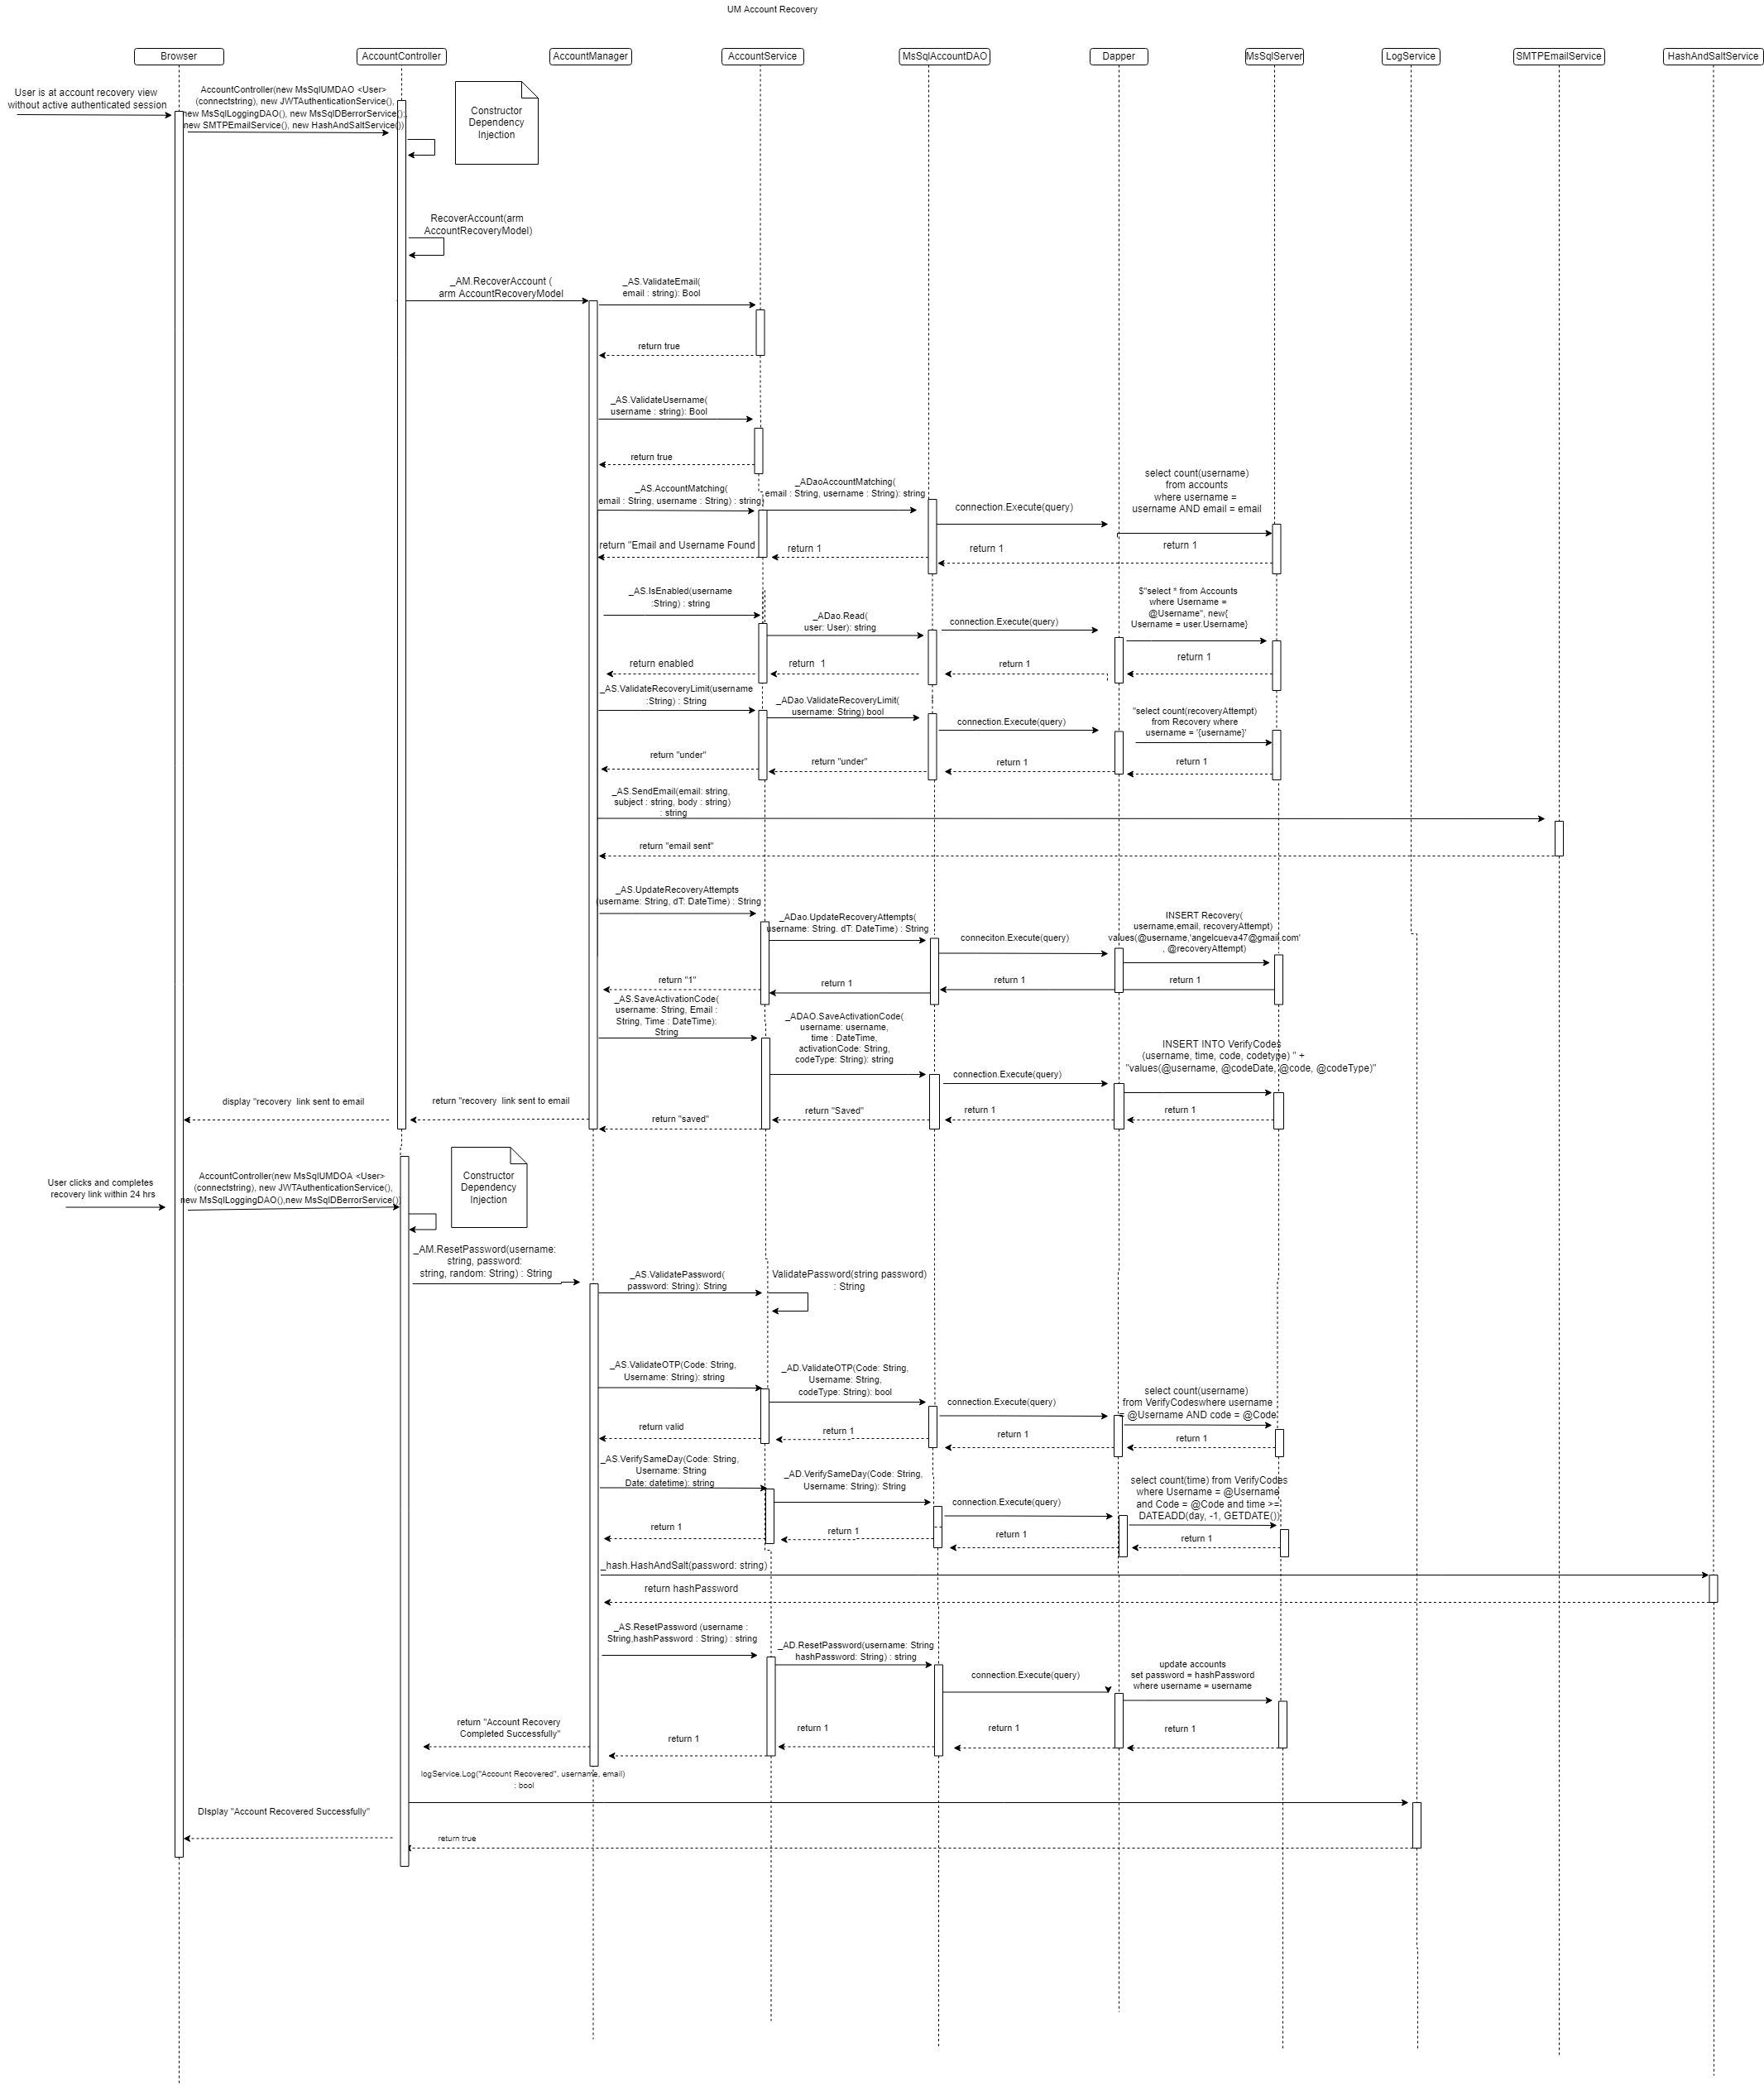 UM Account Recovery
Browser
AccountController
AccountManager
AccountService
MsSqlAccountDAO
Dapper
MsSqlServer
LogService
SMTPEmailService
HashAndSaltService
User is at account recovery view
without active authenticated session
AccountController(new MsSqlUMDAO <User>
(connectstring), new JWTAuthenticationService(),
new MsSqlLoggingDAO(), new MsSqlDBerrorService(),
new SMTPEmailService(), new HashAndSaltService())
Constructor
Dependency
Injection
RecoverAccount(arm
AccountRecoveryModel)
_AM.RecoverAccount (
arm AccountRecoveryModel
_AS.ValidateEmail(
email : string): Bool
return true
_AS.ValidateUsername(
username : string): Bool
return true
_AS.AccountMatching(
email : String, username : String) : string
_ADaoAccountMatching(
email : String, username : String): string
connection.Execute(query)
select count(username)
from accounts
where username =
username AND email = email
return "Email and Username Found
return 1
return 1
return 1
_AS.IsEnabled(username
:String) : string
_ADao.Read(
user: User): string
connection.Execute(query)
$"select * from Accounts
where Username =
@Username", new{
Username = user.Username}
return enabled
return  1
return 1
return 1
_AS.ValidateRecoveryLimit(username
:String) : String
_ADao.ValidateRecoveryLimit(
username: String) bool
connection.Execute(query)
"select count(recoveryAttempt)
from Recovery where
username = '{username}'
return "under"
return "under"
return 1
return 1
_AS.SendEmail(email: string,
subject : string, body : string)
: string
return "email sent"
_AS.UpdateRecoveryAttempts
(username: String, dT: DateTime) : String
_ADao.UpdateRecoveryAttempts(
username: String. dT: DateTime) : String
conneciton.Execute(query)
INSERT Recovery(
username,email, recoveryAttempt)
values(@username,'angelcueva47@gmail.com'
, @recoveryAttempt)
return "1"
return 1
return 1
return 1
_AS.SaveActivationCode(
username: String, Email :
String, Time : DateTime):
String
_ADAO.SaveActivationCode(
username: username,
time : DateTime,
activationCode: String,
codeType: String): string
connection.Execute(query)
INSERT INTO VerifyCodes
(username, time, code, codetype) " +
"values(@username, @codeDate, @code, @codeType)"
display "recovery  link sent to email
return "recovery  link sent to email
return "saved"
return "Saved"
return 1
return 1
User clicks and completes
recovery link within 24 hrs
AccountController(new MsSqlUMDOA <User>
(connectstring), new JWTAuthenticationService(),
new MsSqlLoggingDAO(),new MsSqlDBerrorService())
Constructor
Dependency
Injection
_AM.ResetPassword(username:
string, password:
string, random: String) : String
_AS.ValidatePassword(
password: String): String
ValidatePassword(string password)
: String
_AS.ValidateOTP(Code: String,
Username: String): string
_AD.ValidateOTP(Code: String,
Username: String,
codeType: String): bool
connection.Execute(query)
select count(username)
from VerifyCodeswhere username
= @Username AND code = @Code
return valid
return 1
return 1
return 1
_AS.VerifySameDay(Code: String,
Username: String
Date: datetime): string
_AD.VerifySameDay(Code: String,
Username: String): String
connection.Execute(query)
select count(time) from VerifyCodes
where Username = @Username
and Code = @Code and time >=
DATEADD(day, -1, GETDATE())
return 1
return 1
return 1
return 1
_hash.HashAndSalt(password: string)
return hashPassword
_AS.ResetPassword (username :
String,hashPassword : String) : string
_AD.ResetPassword(username: String
hashPassword: String) : string
connection.Execute(query)
update accounts
set password = hashPassword
where username = username
return "Account Recovery
Completed Successfully"
return 1
return 1
return 1
return 1
logService.Log("Account Recovered", username, email)
: bool
DIsplay "Account Recovered Successfully"
return true